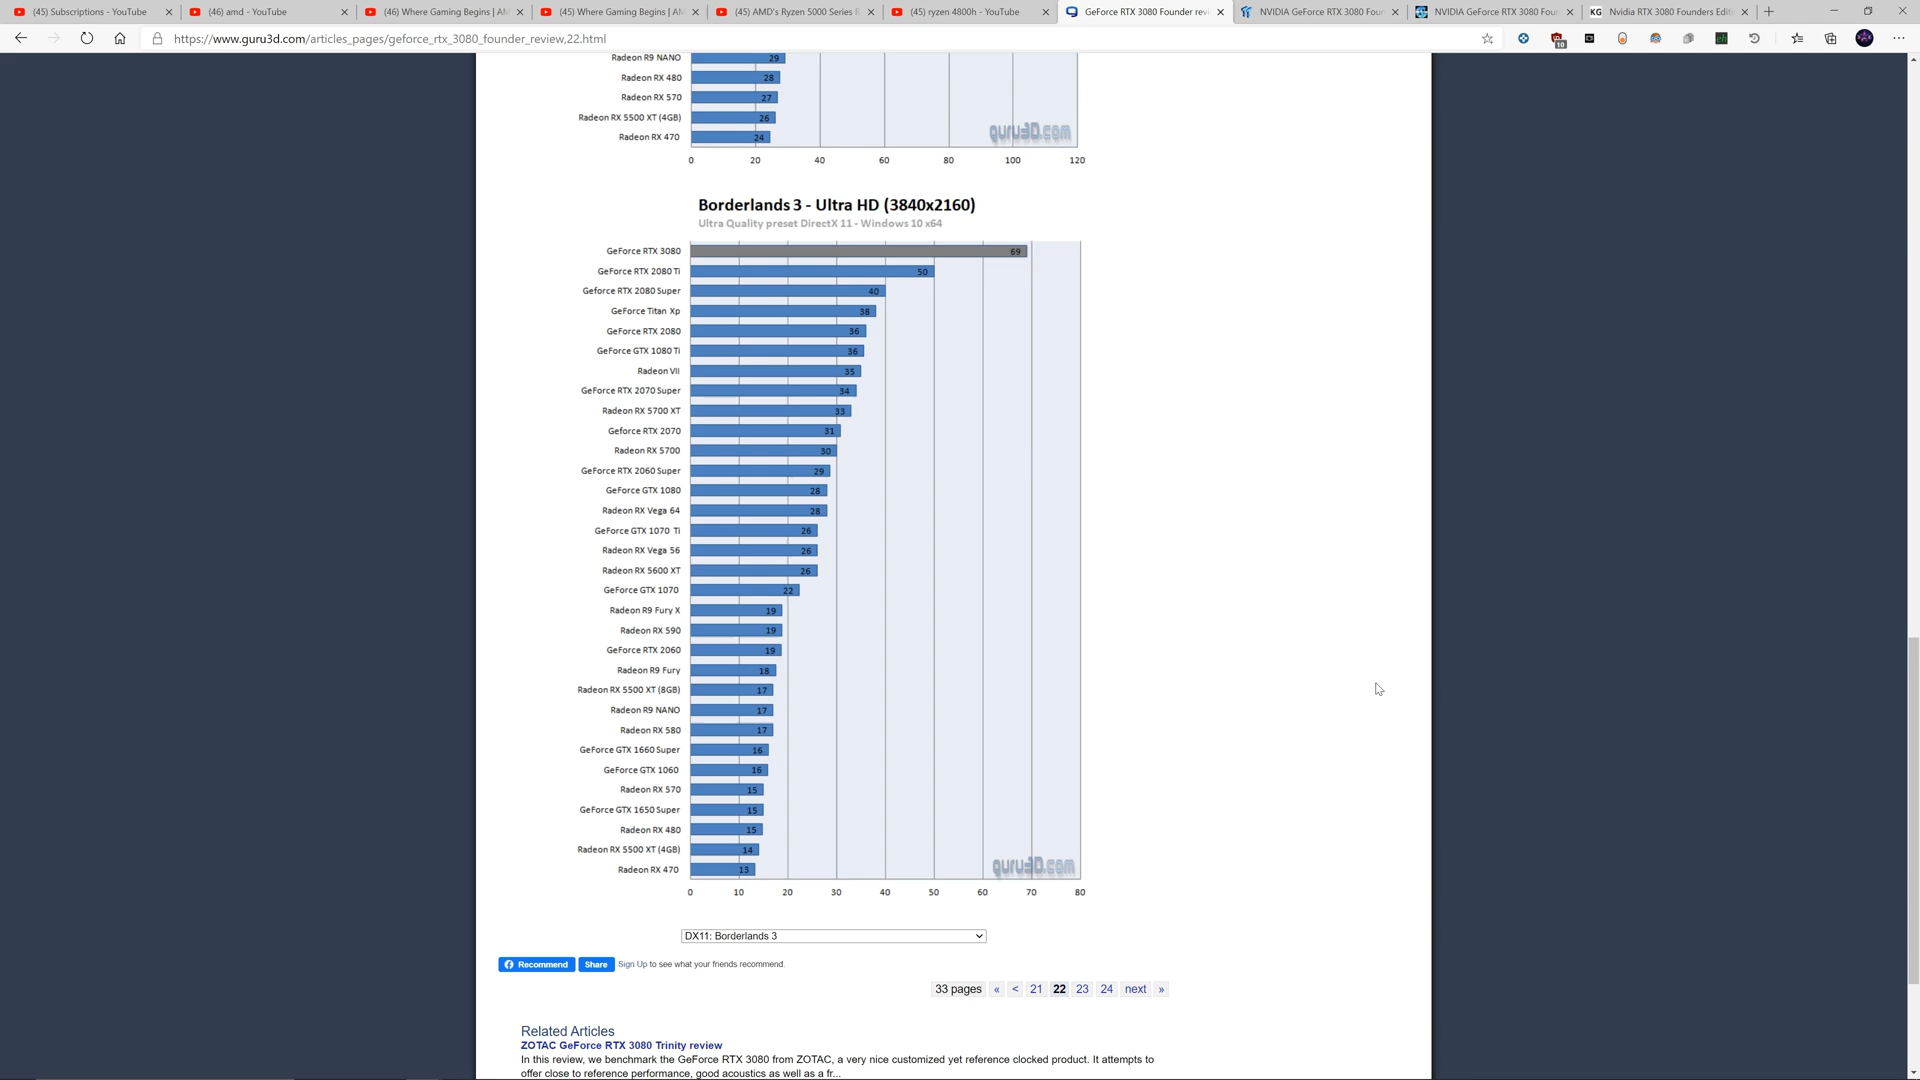 (45) Subscriptions - YouTube
(46) amd - YouTube
(46) Where Gaming Begins | AM
(45) Where Gaming Begins | AM
(45) AMD's Ryzen 5000 Series R
(45) ryzen 4800h - YouTube
GeForce RTX 3080 Founder revi
NVIDIA GeForce RTX 3080 Foun
NVIDIA GeForce RTX 3080 Foun
KG Nvidia RTX 3080 Founders Editi
https://www.guru3d.com/articles_pages/geforce_rtx_3080_founder_review,22.html
10
Radeon R9 NANO 29
Radeon RX 480 28
Radeon RX 570 27
Radeon RX 5500 XT (4GB) 26
Radeon RX 470 24
guru3D.com
0 20 40 60 80 100 120
Borderlands 3 - Ultra HD (3840x2160)
Ultra Quality preset DirectX 11 - Windows 10 x64
GeForce RTX 3080 69
GeForce RTX 2080 Ti 50
Geforce RTX 2080 Super 40
GeForce Titan Xp 38
GeForce RTX 2080 36
GeForce GTX 1080 Ti 36
Radeon VII 35
GeForce RTX 2070 Super 34
Radeon RX 5700 XT 33
Geforce RTX 2070 31
Radeon RX 5700 30
GeForce RTX 2060 Super 29
GeForce GTX 1080 28
Radeon RX Vega 64 28
GeForce GTX 1070 Ti 26
Radeon RX Vega 56 26
Radeon RX 5600 XT 26
GeForce GTX 1070 22
Radeon R9 Fury X 19
Radeon RX 590 19
GeForce RTX 2060 19
Radeon R9 Fury 18
Radeon RX 5500 XT (8GB) 17
Radeon R9 NANO 17
Radeon RX 580 17
GeForce GTX 1660 Super 16
GeForce GTX 1060 16
Radeon RX 570 15
GeForce GTX 1650 Super 15
Radeon RX 480 15
Radeon RX 5500 XT (4GB) 14
Radeon RX 470 13
guru3D.com
0 10 20 30 40 50 60 70 80
DX11: Borderlands 3
Recommend Share Sign Up to see what your friends recommend.
33 pages « < 21 22 23 24 next »
Related Articles
ZOTAC GeForce RTX 3080 Trinity review
In this review, we benchmark the GeForce RTX 3080 from ZOTAC, a very nice customized yet reference clocked product. It attempts to
offer close to reference performance, good acoustics as well as a fr...